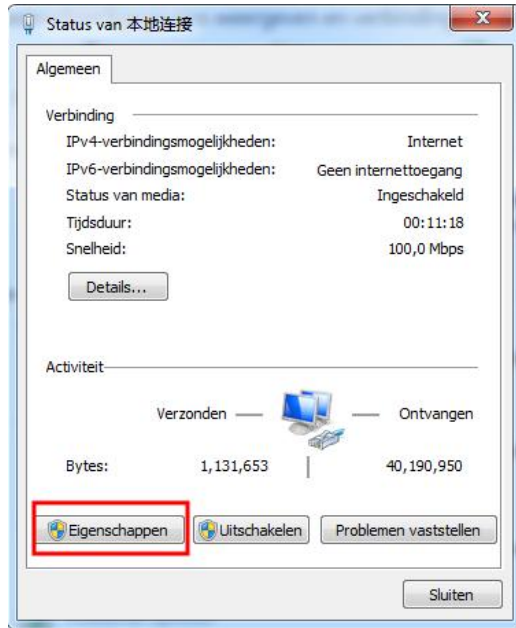 Status van 本地连接
Algemeen
Verbinding
IPv4-verbindingsmogelijkheden: Internet
IPv6-verbindingsmogelijkheden: Geen internettoegang
Status van media: Ingeschakeld
Tijdsduur: 00:11:18
Snelheid: 100,0 Mbps
Details...
Activiteit
Verzonden Ontvangen
Bytes: 1,131,653 40,190,950
Eigenschappen Uitschakelen Problemen vaststellen
Sluiten